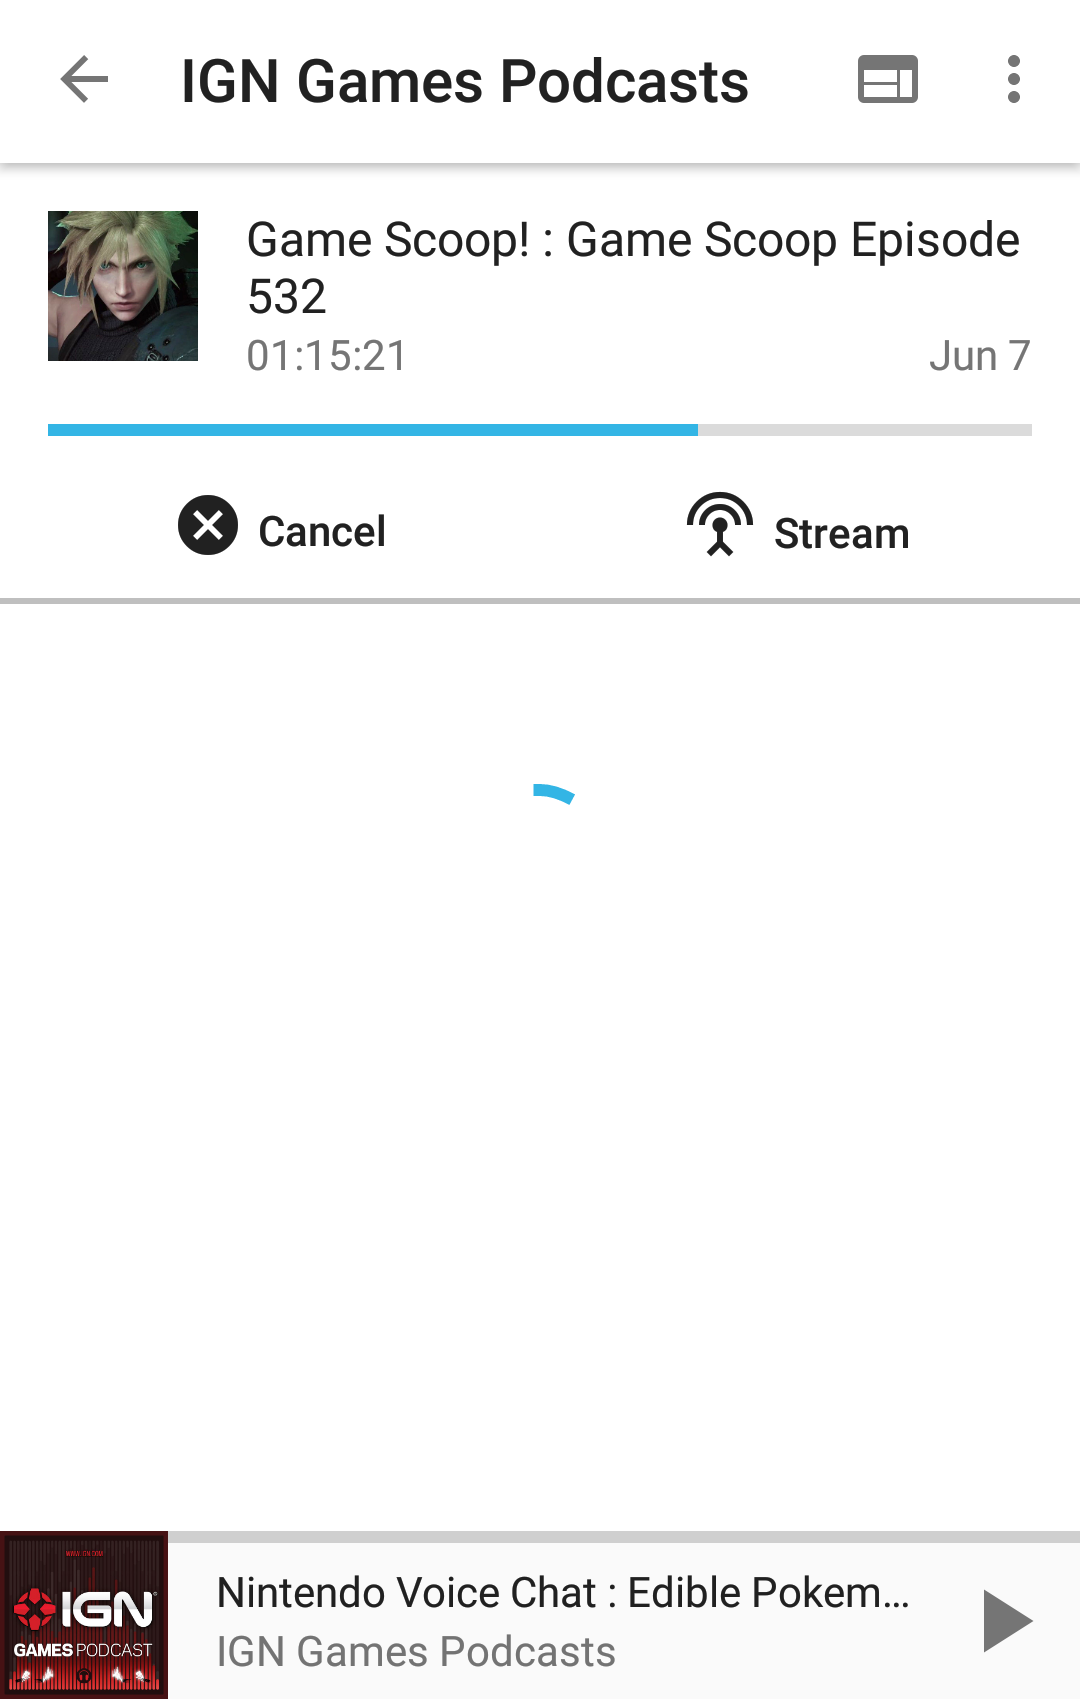 IGN Games Podcasts
Game Scoop! : Game Scoop Episode
532
01:15:21
Jun 7
Cancel
Stream
WWW.IGN.COM
IGN
GAMES PODCAST
Nintendo Voice Chat : Edible Pokem...
IGN Games Podcasts